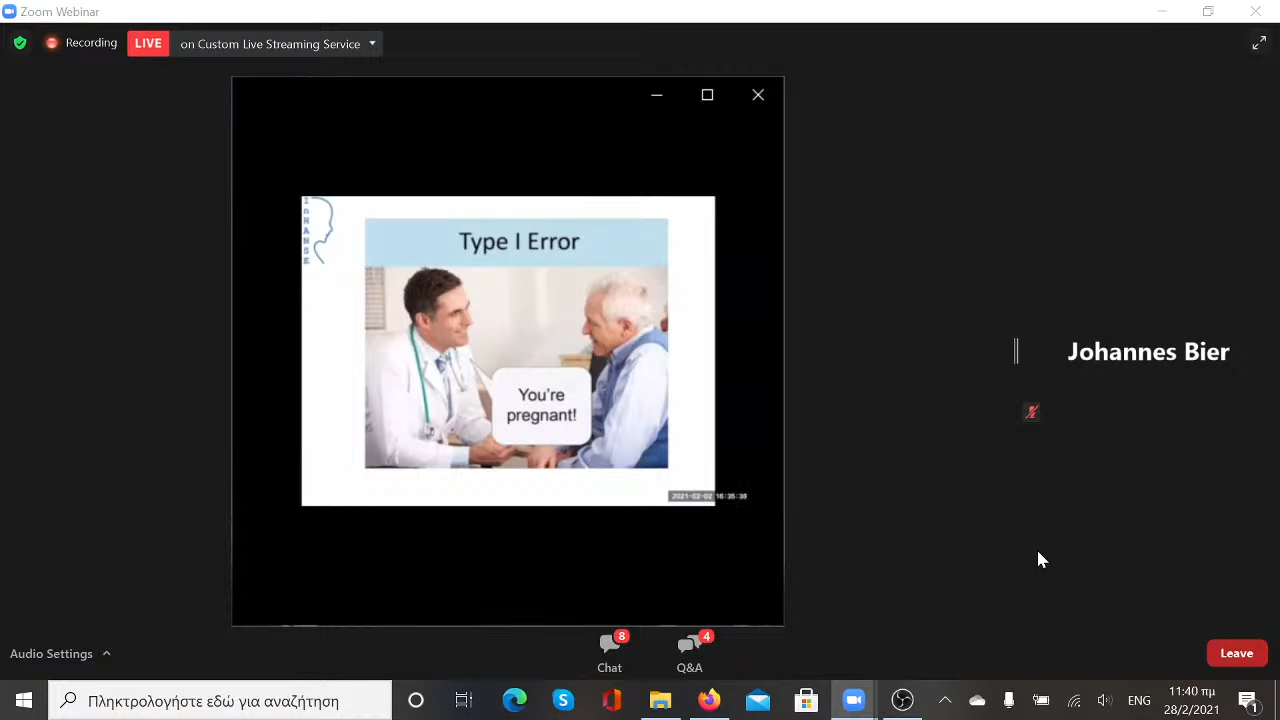 Zoom Webinar
Recording
LIVE
on Custom Live Streaming Service
InHANSE
Type I Error
You're
pregnant!
2021-02-02 16:35:38
Johannes Bier
Audio Settings
8
Chat
4
Q&A
Leave
Πληκτρολογήστε εδώ για αναζήτηση
ENG
11:40 πμ
28/2/2021
1